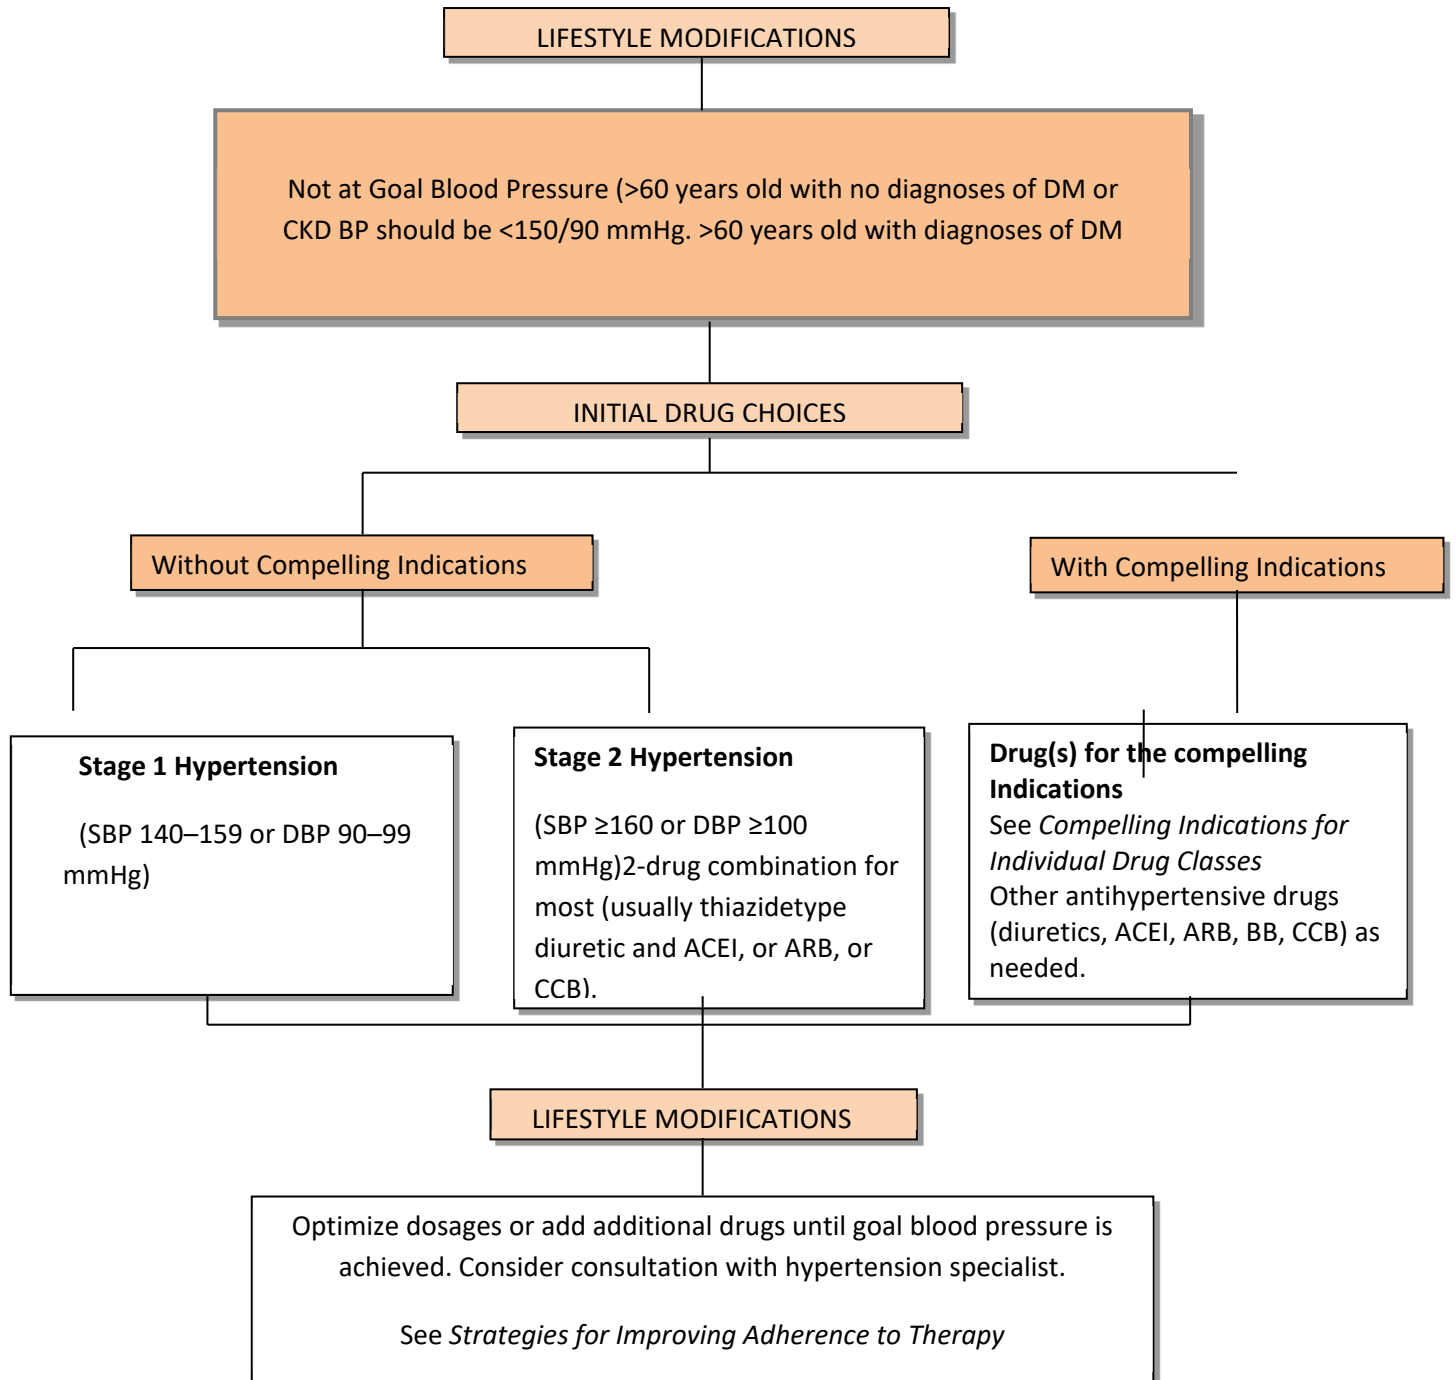 LIFESTYLE MODIFICATIONS
Not at Goal Blood Pressure (>60 years old with no diagnoses of DM or
CKD BP should be <150/90 mmHg. >60 years old with diagnoses of DM
INITIAL DRUG CHOICES
Without Compelling Indications
With Compelling Indications
Stage 1 Hypertension
(SBP 140–159 or DBP 90–99
mmHg)
Stage 2 Hypertension
(SBP ≥160 or DBP ≥100
mmHg)2-drug combination for
most (usually thiazidetype
diuretic and ACEI, or ARB, or
CCB).
Drug(s) for the compelling
Indications
See Compelling Indications for
Individual Drug Classes
Other antihypertensive drugs
(diuretics, ACEI, ARB, BB, CCB) as
needed.
LIFESTYLE MODIFICATIONS
Optimize dosages or add additional drugs until goal blood pressure is
achieved. Consider consultation with hypertension specialist.
See Strategies for Improving Adherence to Therapy